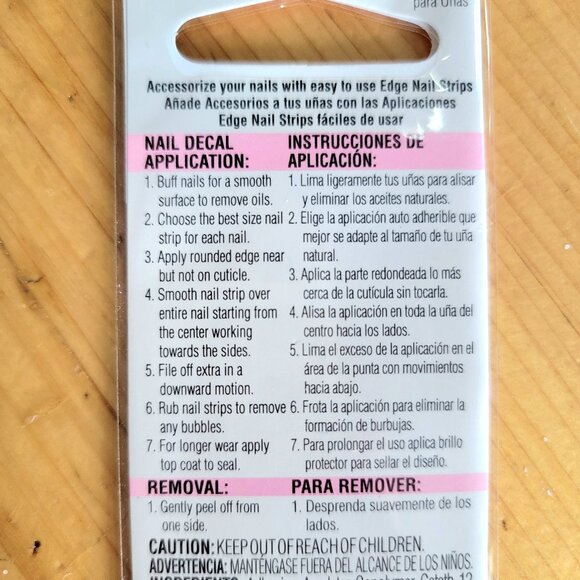 para Uñas
Accessorize your nails with easy to use Edge Nail Strips
Añade Accesorios a tus uñas con las Aplicaciones
Edge Nail Strips fáciles de usar
NAIL DECAL
APPLICATION:
1. Buff nails for a smooth
surface to remove oils.
2. Choose the best size nail
strip for each nail.
3. Apply rounded edge near
but not on cuticle.
4. Smooth nail strip over
entire nail starting from
the center working
towards the sides.
5. File off extra in a
downward motion.
6. Rub nail strips to remove
any bubbles.
7. For longer wear apply
top coat to seal.
INSTRUCCIONES DE
APLICACIÓN:
1. Lima ligeramente tus uñas para alisar
y eliminar los aceites naturales.
2. Elige la aplicación auto adherible que
mejor se adapte al tamaño de tu uña
natural.
3. Aplica la parte redondeada lo más
cerca de la cutícula sin tocarla.
4. Alisa la aplicación en toda la uña del
centro hacia los lados.
5. Lima el exceso de la aplicación en el
área de la punta con movimientos
hacia abajo.
6. Frota la aplicación para eliminar la
formación de burbujas.
7. Para prolongar el uso aplica brillo
protector para sellar el diseño.
REMOVAL:
1. Gently peel off from
one side.
PARA REMOVER:
1. Desprenda suavemente de los
lados.
CAUTION: KEEP OUT OF REACH OF CHILDREN.
ADVERTENCIA: MANTÉNGASE FUERA DEL ALCANCE DE LOS NIÑOS.